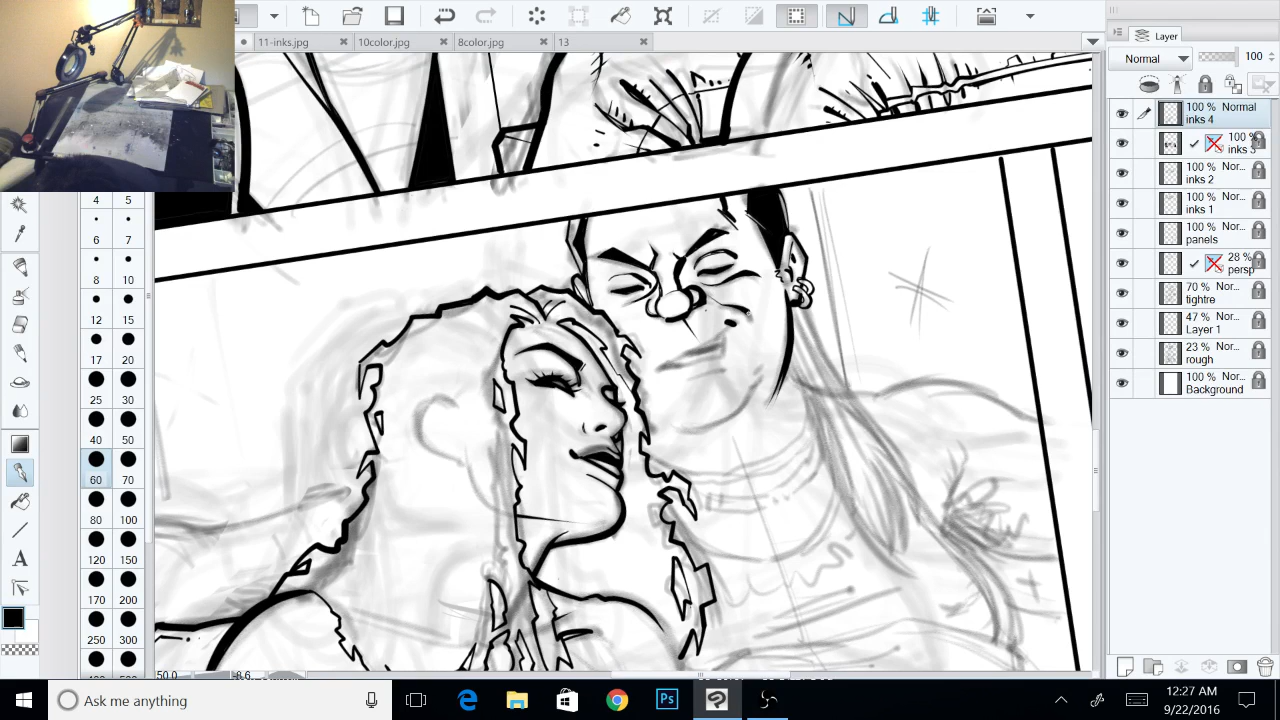 11-inks.jpg 10color.jpg 8color.jpg 13
Layer
Normal 100
100 % Normal
inks 4
100 %
inks 3
100 % Nor...
inks 2
100 % Nor...
inks 1
100 % Nor...
panels
28 %
persp
70 % Nor...
tightre
47 % Nor...
Layer 1
23 % Nor...
rough
100 % Nor...
Background
4 5
6 7
8 10
12 15
17 20
25 30
40 50
60 70
80 100
120 150
170 200
250 300
50.0
Ask me anything
Ps
12:27 AM
9/22/2016